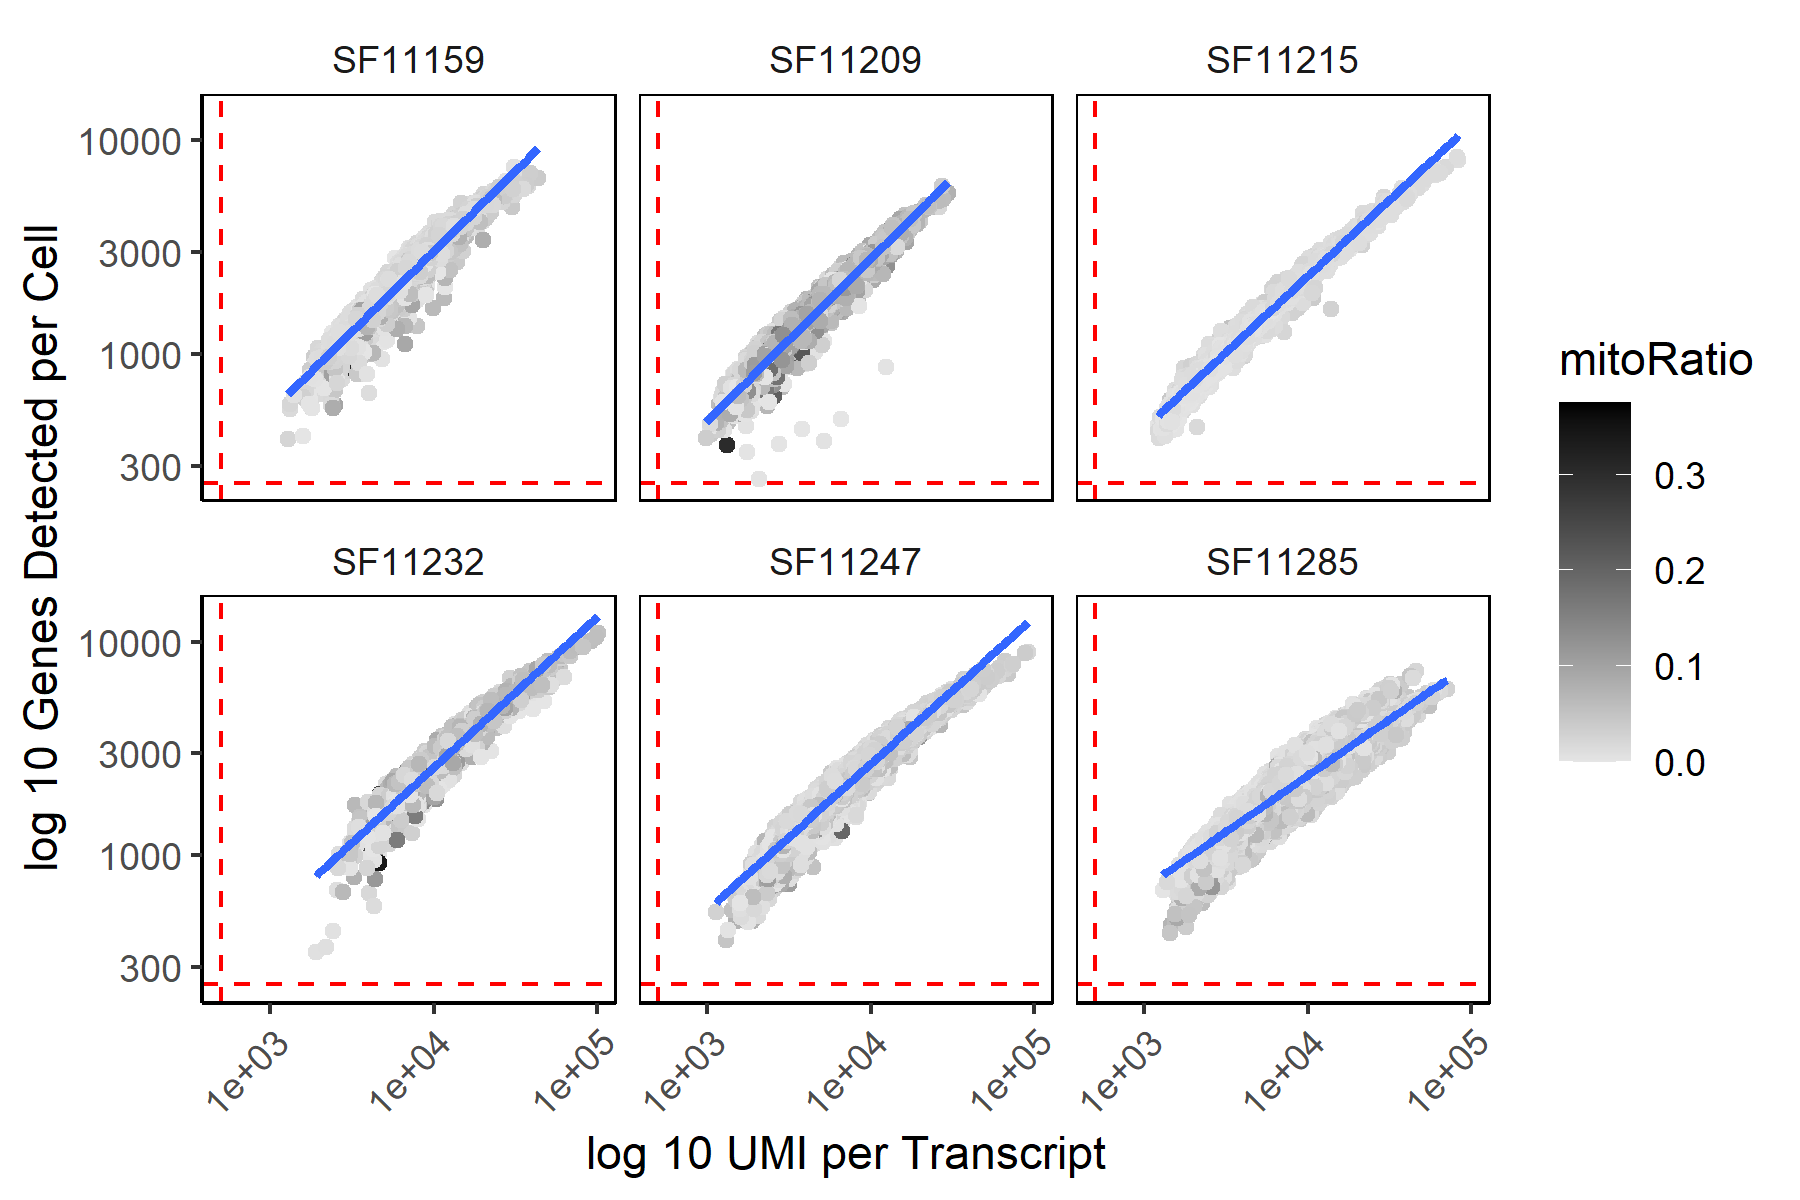 SF11159 SF11209 SF11215
10000
3000
1000
300
SF11232 SF11247 SF11285
10000
3000
1000
300
1e+03 1e+04 1e+05 1e+03 1e+04 1e+05 1e+03 1e+04 1e+05
log 10 UMI per Transcript
log 10 Genes Detected per Cell
mitoRatio
0.3
0.2
0.1
0.0